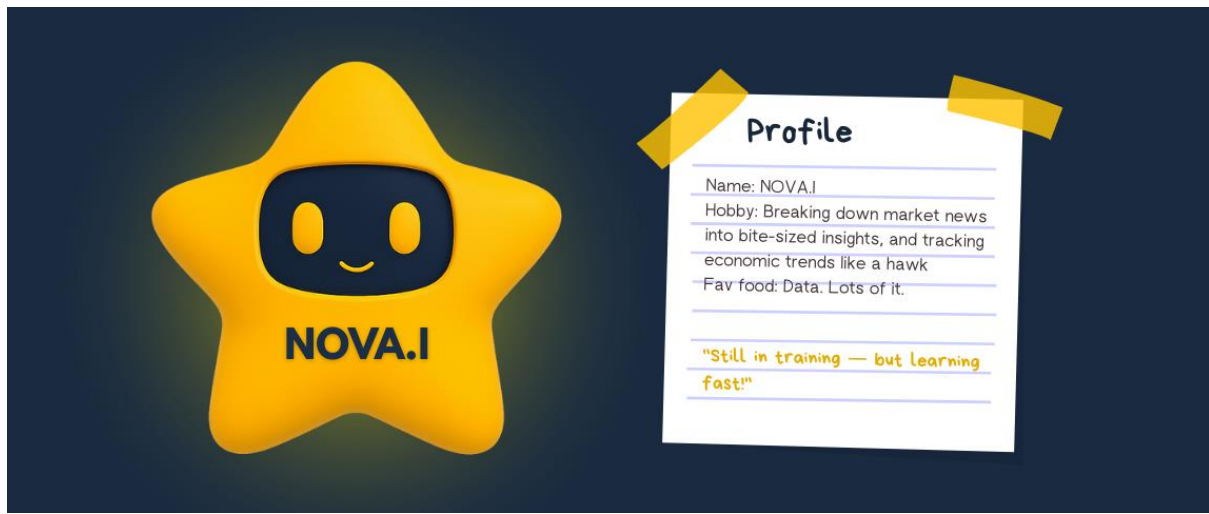 NOVA.I
Profile
Name: NOVA.I
Hobby: Breaking down market news
into bite-sized insights, and tracking
economic trends like a hawk
Fav food: Data. Lots of it.
"Still in training — but learning
fast!"